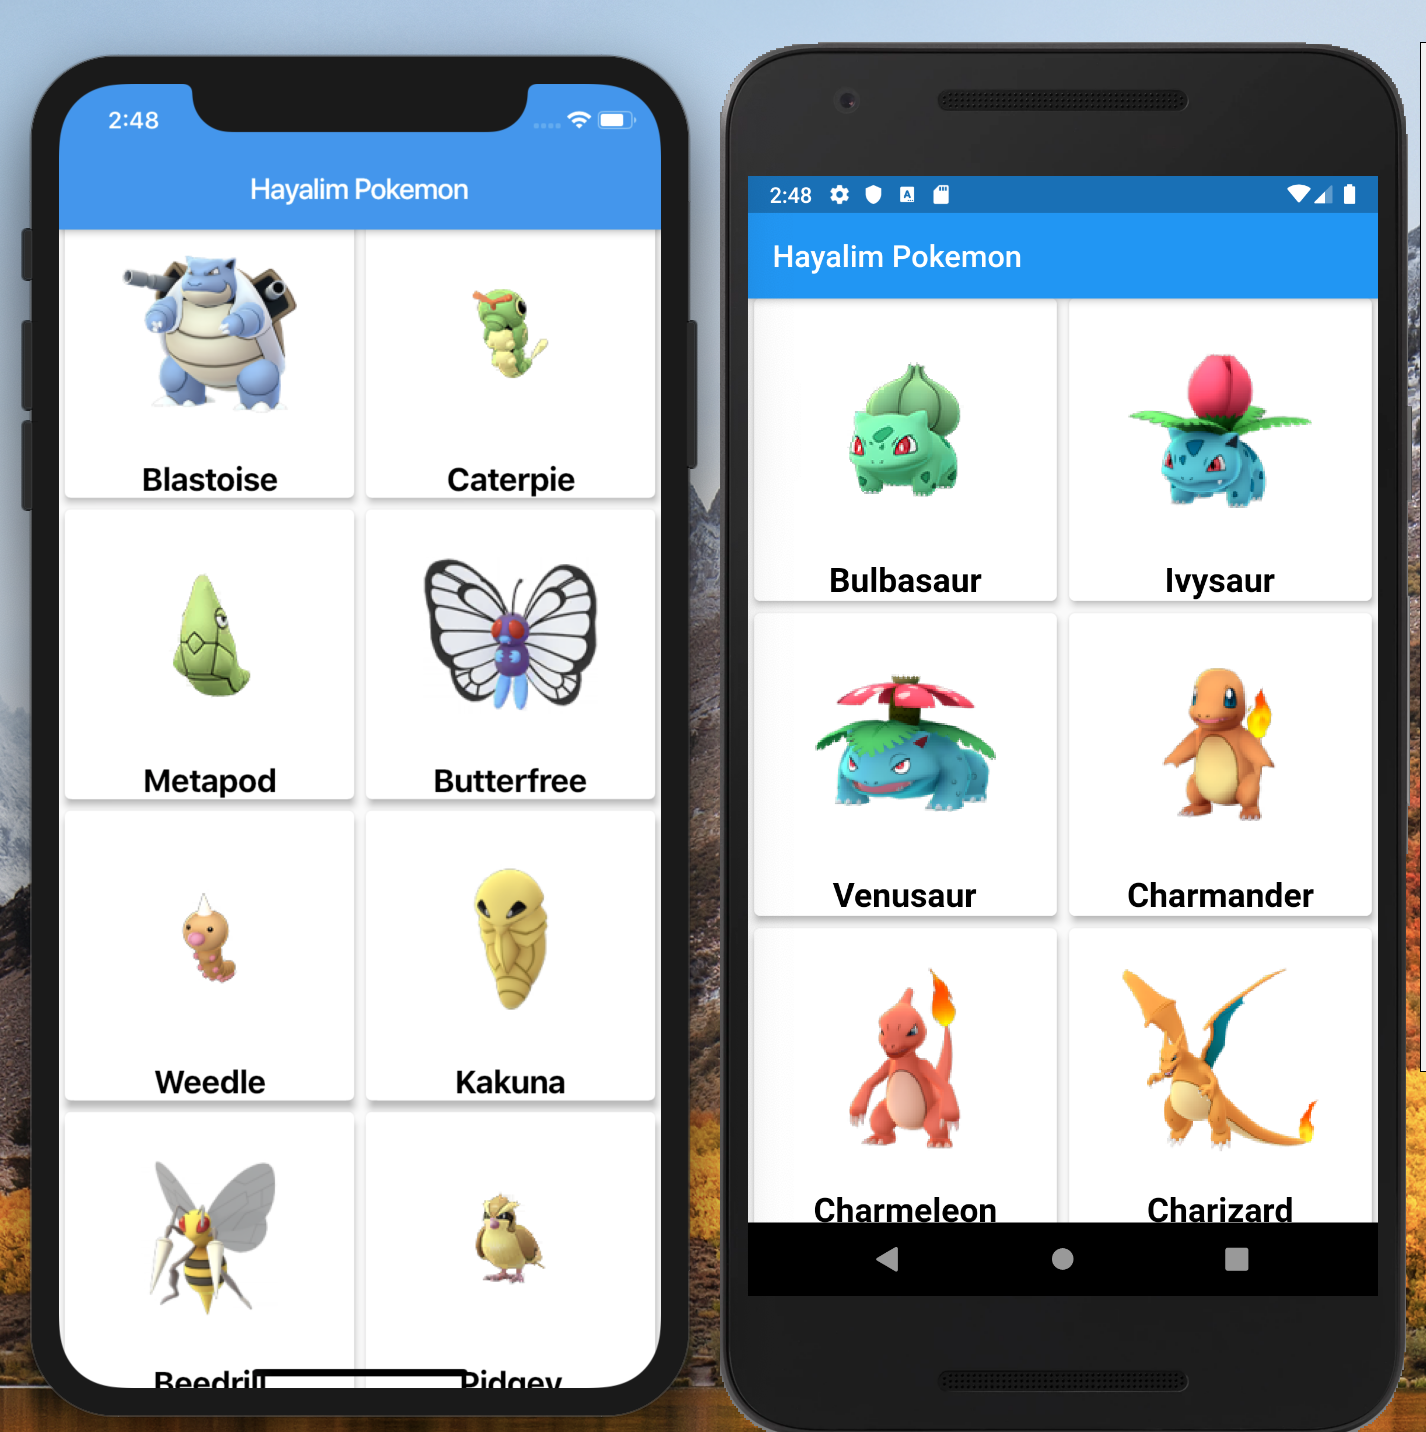 2:48
Hayalim Pokemon
Blastoise
Caterpie
Metapod
Butterfree
Weedle
Kakuna
Beedrill
Pidgey
2:48
A
Hayalim Pokemon
Bulbasaur
Ivysaur
Venusaur
Charmander
Charmeleon
Charizard